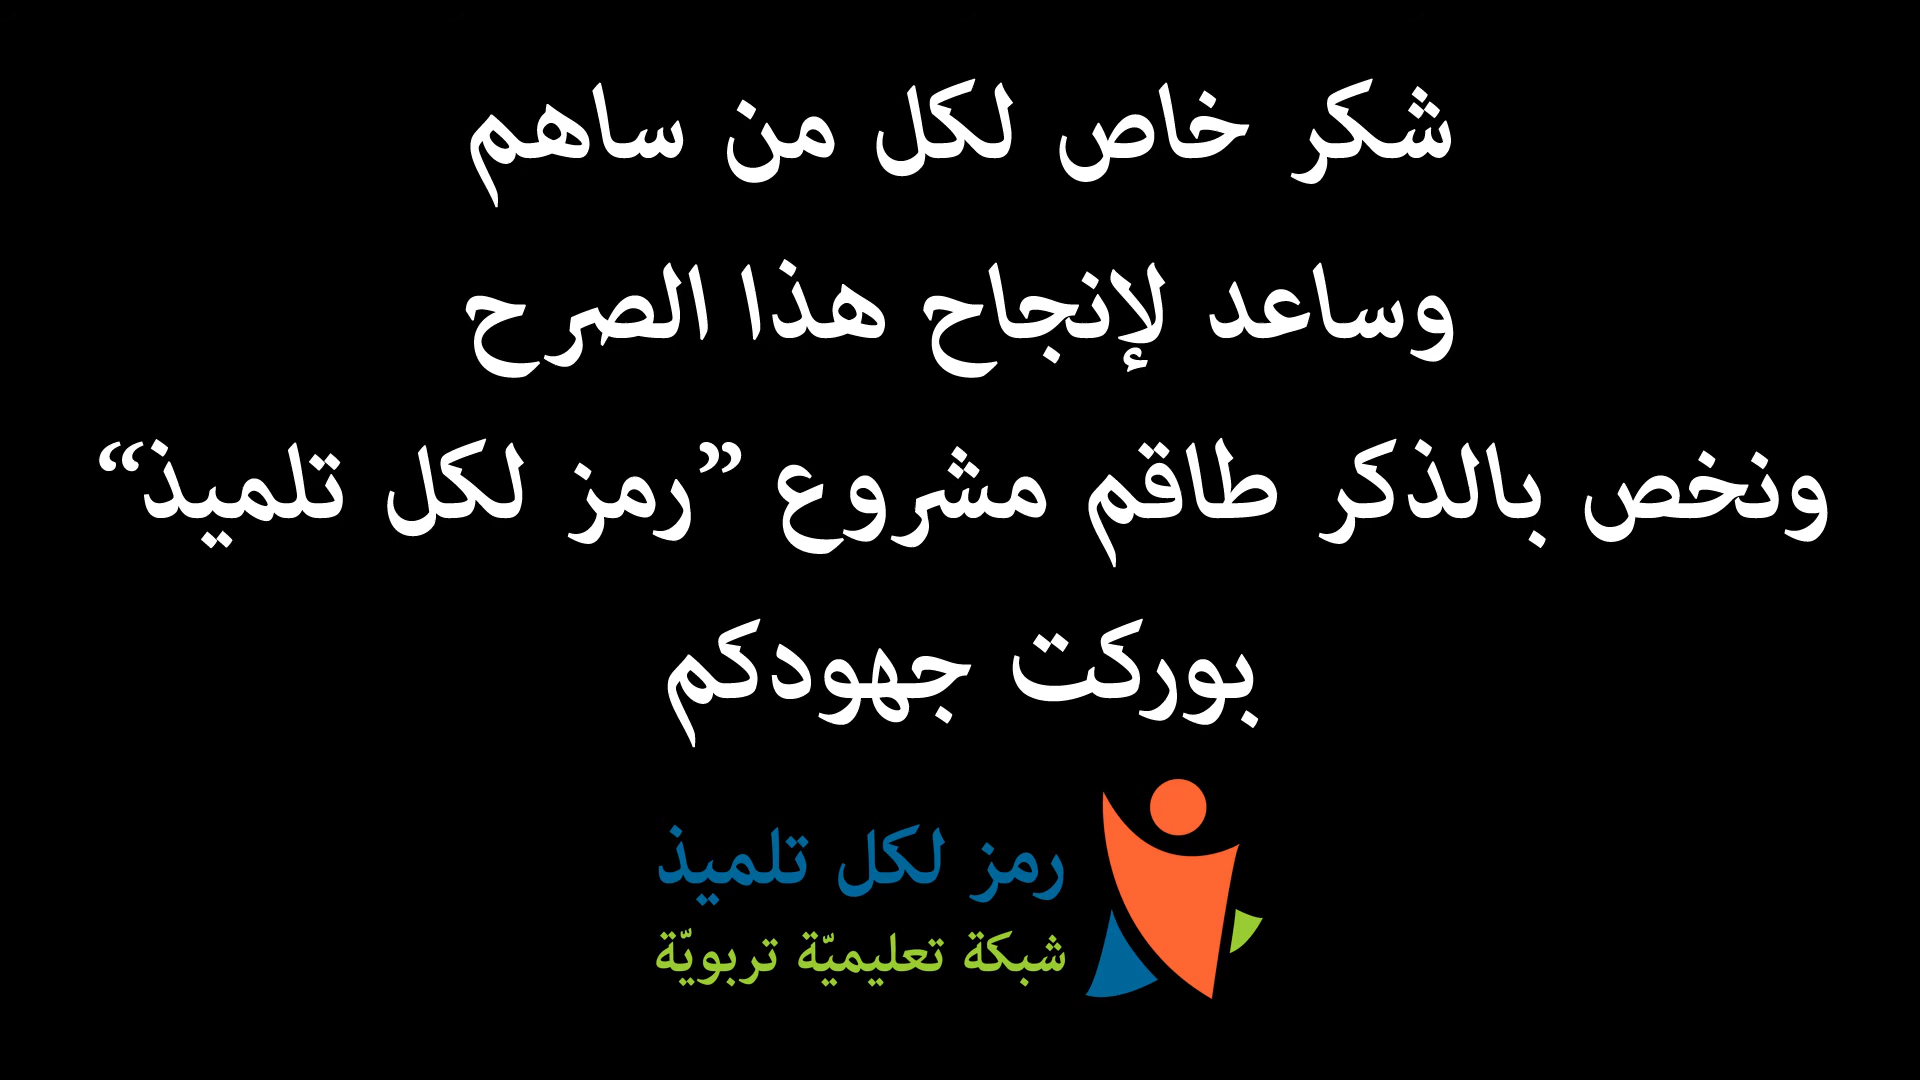 شكر خاص لكل من ساهم
وساعد لإنجاح هذا الصرح
ونخص بالذكر طاقم مشروع ”رمز لكل تلميذ“
بوركت جهودكم
رمز لكل تلميذ
شبكة تعليميّة تربويّة